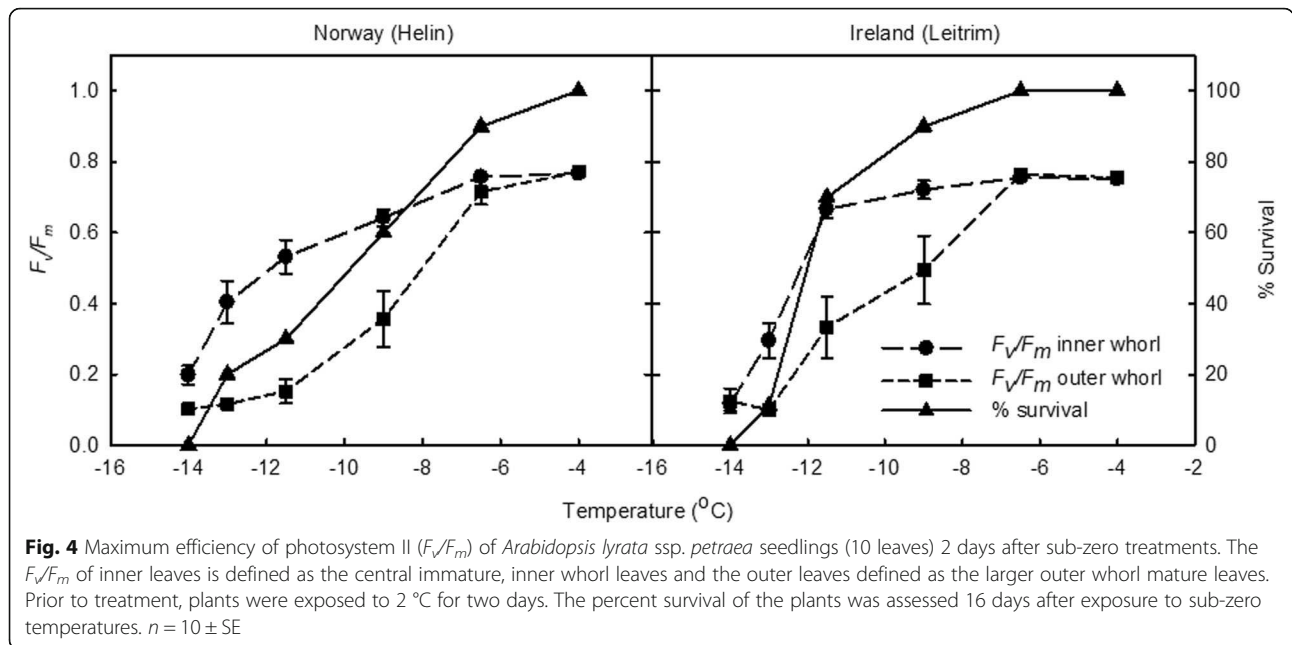 Norway (Helin)
Ireland (Leitrim)
1.0
0.8
0.6
0.4
0.2
0.0
Fv/Fm
100
80
60
40
20
0
% Survival
Fv/Fm inner whorl
Fv/Fm outer whorl
% survival
-16 -14 -12 -10 -8 -6 -4 -16 -14 -12 -10 -8 -6 -4 -2
Temperature (°C)
Fig. 4 Maximum efficiency of photosystem II (Fv/Fm) of Arabidopsis lyrata ssp. petraea seedlings (10 leaves) 2 days after sub-zero treatments. The
Fv/Fm of inner leaves is defined as the central immature, inner whorl leaves and the outer leaves defined as the larger outer whorl mature leaves.
Prior to treatment, plants were exposed to 2 °C for two days. The percent survival of the plants was assessed 16 days after exposure to sub-zero
temperatures. n = 10 ± SE